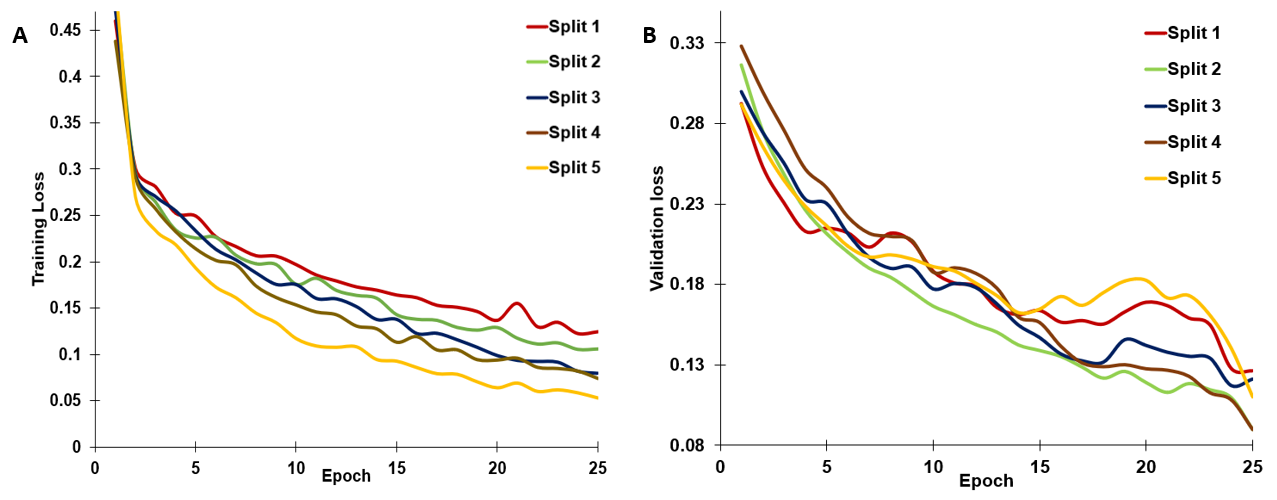 A
Training Loss
0.45
0.4
0.35
0.3
0.25
0.2
0.15
0.1
0.05
0
0 5 10 15 20 25
Epoch
Split 1
Split 2
Split 3
Split 4
Split 5
B
Validation loss
0.33
0.28
0.23
0.18
0.13
0.08
0 5 10 15 20 25
Epoch
Split 1
Split 2
Split 3
Split 4
Split 5